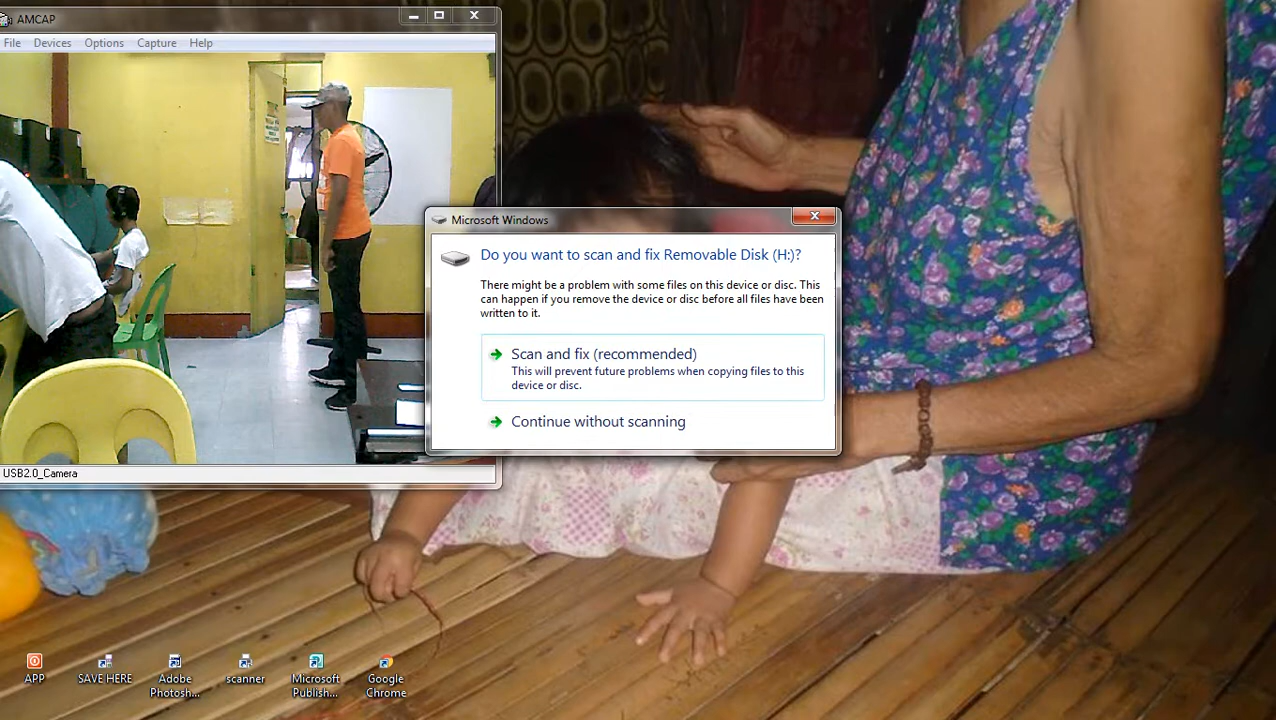 AMCAP
File Devices Options Capture Help
USB2.0_Camera
Microsoft Windows
Do you want to scan and fix Removable Disk (H:)?
There might be a problem with some files on this device or disc. This
can happen if you remove the device or disc before all files have been
written to it.
Scan and fix (recommended)
This will prevent future problems when copying files to this
device or disc.
Continue without scanning
APP
SAVE HERE
Adobe
Photosh...
scanner
Microsoft
Publish...
Google
Chrome